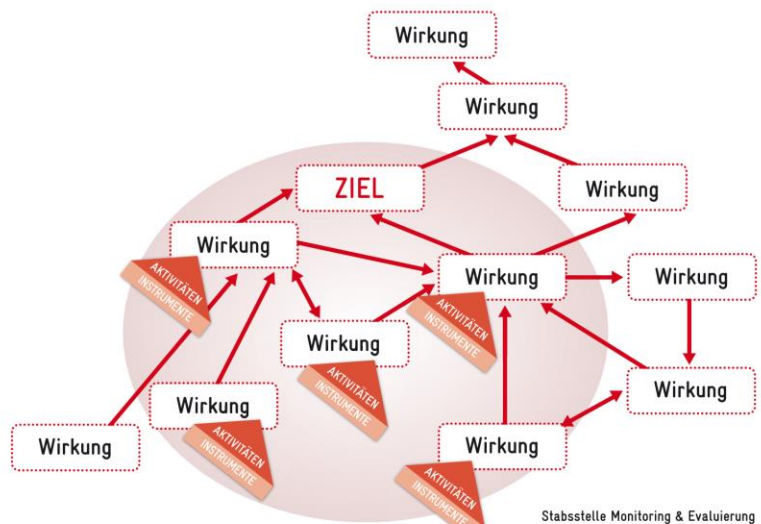 Wirkung
Wirkung
ZIEL
Wirkung
Wirkung
AKTIVITÄTEN
INSTRUMENTE
Wirkung
AKTIVITÄTEN
INSTRUMENTE
Wirkung
Wirkung
AKTIVITÄTEN
INSTRUMENTE
Wirkung
Wirkung
AKTIVITÄTEN
INSTRUMENTE
Wirkung
Wirkung
AKTIVITÄTEN
INSTRUMENTE
Stabsstelle Monitoring & Evaluierung